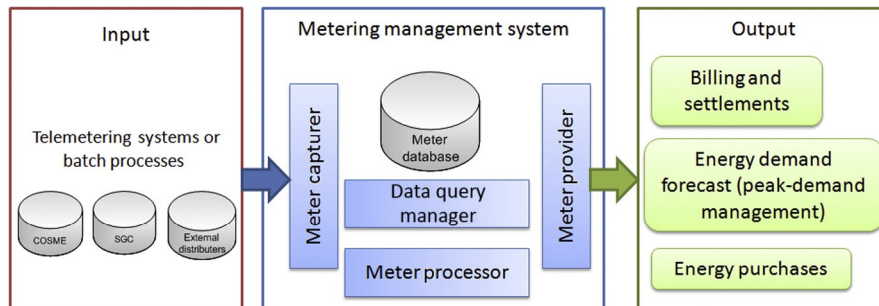 Input
Telemetering systems or
batch processes
COSME
SGC
External
distributers
Metering management system
Meter capturer
Meter
database
Data query
manager
Meter processor
Meter provider
Output
Billing and
settlements
Energy demand
forecast (peak-demand
management)
Energy purchases